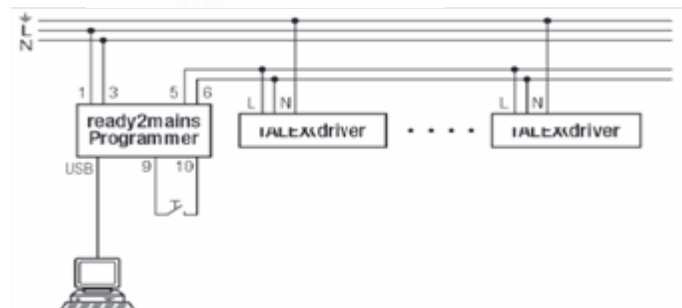 L
N
1 3 5 6
L N
L N
ready2mains
Programmer
TALEXXdriver
TALEXXdriver
USB 9 10
T